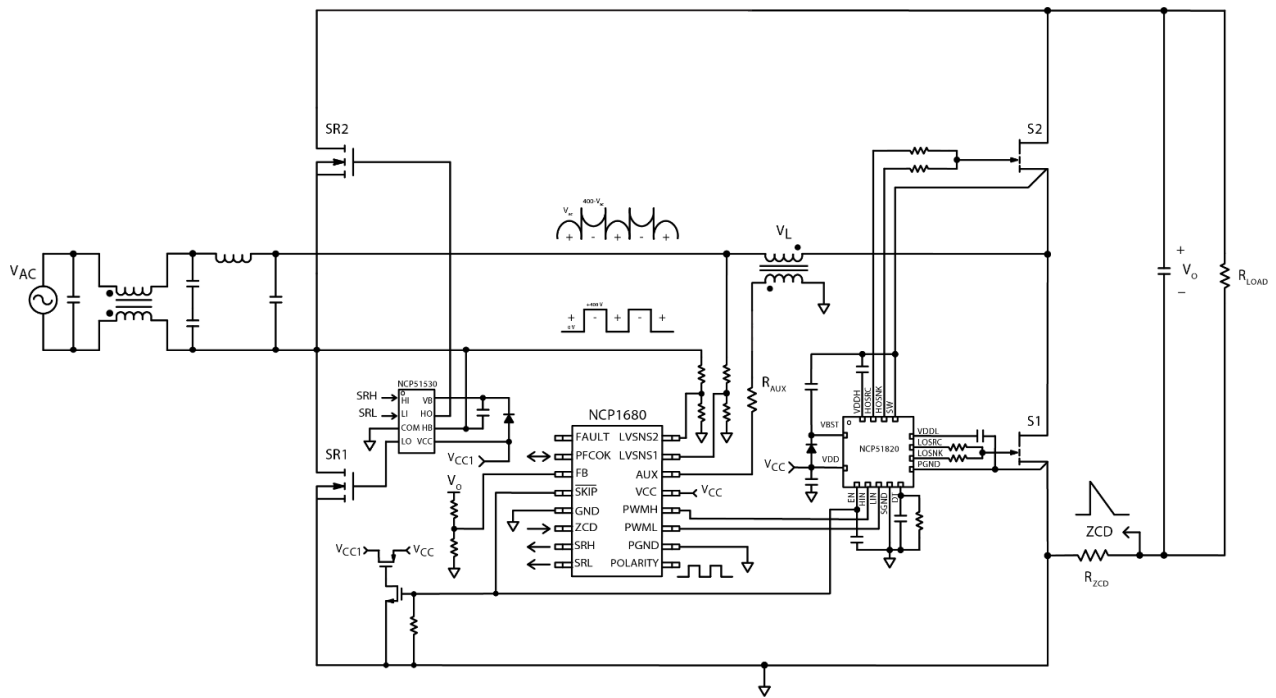 SR2
S2
V_ac 400-V_ac
+ - + - +
V_L
V_AC
+
V_O
−
R_LOAD
+400 V
+ - + - +
0 V
R_AUX
NCP51530
SRH
HI VB
SRL
LI HO
COM HB
LO VCC
V_CC1
SR1
NCP1680
FAULT LVSNS2
PFCOK LVSNS1
FB AUX
SKIP VCC
V_CC
GND PWMH
ZCD PWML
SRH PGND
SRL POLARITY
V_O
V_CC1
V_CC
VDDH
HOSRC
HOSNK
SW
VBST
VDD
V_CC
NCP51820
VDDL
LOSRC
LOSNK
PGND
EN
HIN
LIN
SGND
DT
S1
ZCD
R_ZCD